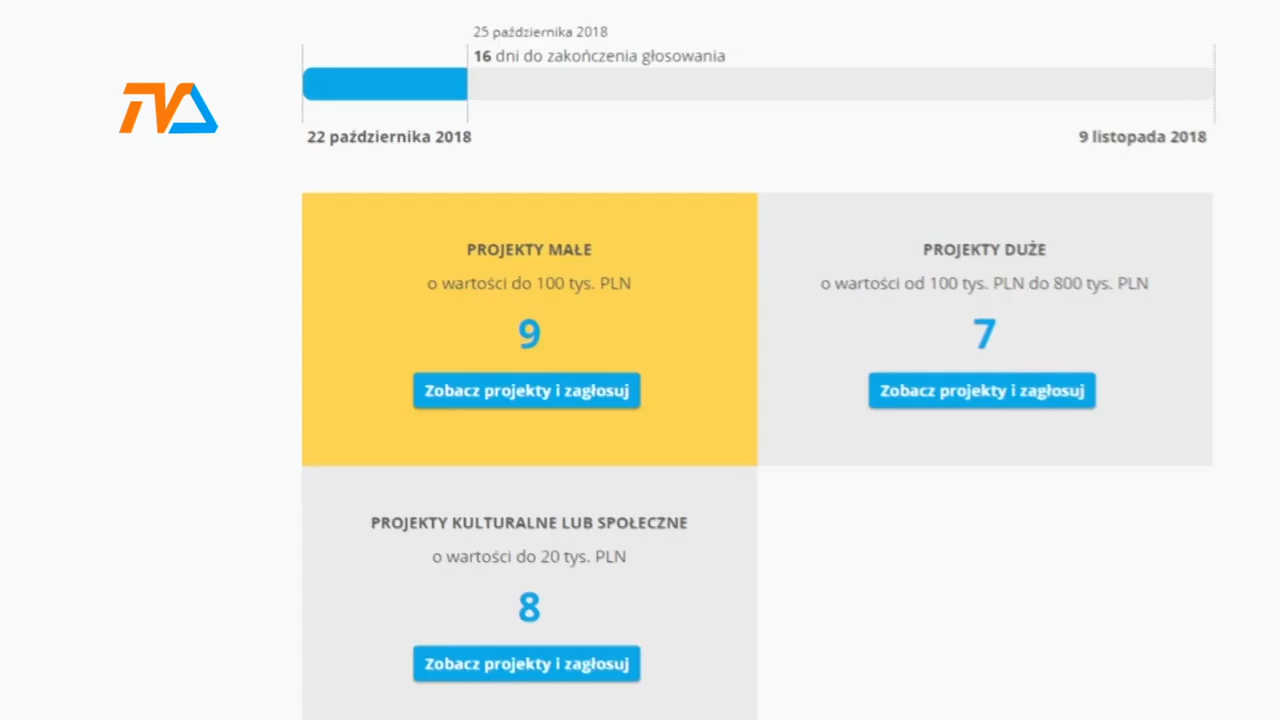 25 października 2018
16 dni do zakończenia głosowania
TVA
22 października 2018
9 listopada 2018
PROJEKTY MAŁE
o wartości do 100 tys. PLN
9
Zobacz projekty i zagłosuj
PROJEKTY DUŻE
o wartości od 100 tys. PLN do 800 tys. PLN
7
Zobacz projekty i zagłosuj
PROJEKTY KULTURALNE LUB SPOŁECZNE
o wartości do 20 tys. PLN
8
Zobacz projekty i zagłosuj